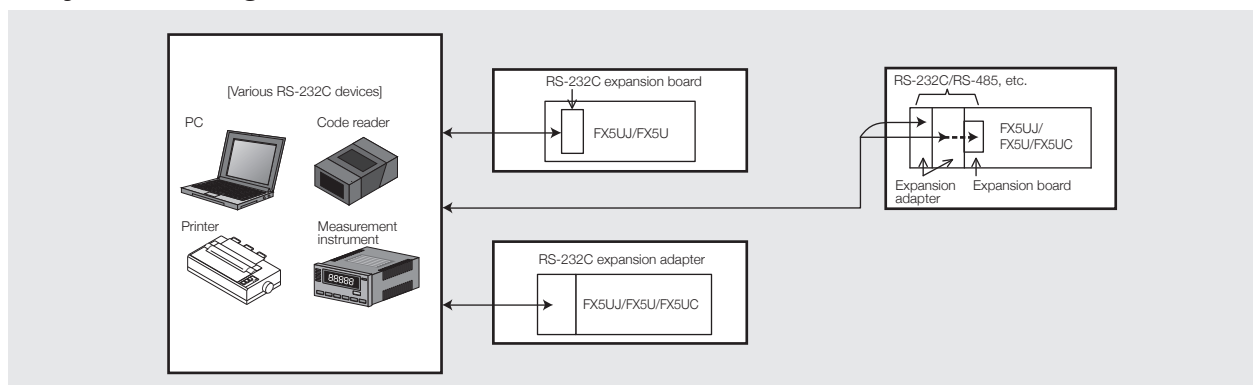 [Various RS-232C devices]
PC
Code reader
Printer
Measurement
instrument
88888
RS-232C expansion board
FX5UJ/FX5U
RS-232C expansion adapter
FX5UJ/FX5U/FX5UC
RS-232C/RS-485, etc.
FX5UJ/
FX5U/FX5UC
Expansion
adapter
Expansion board